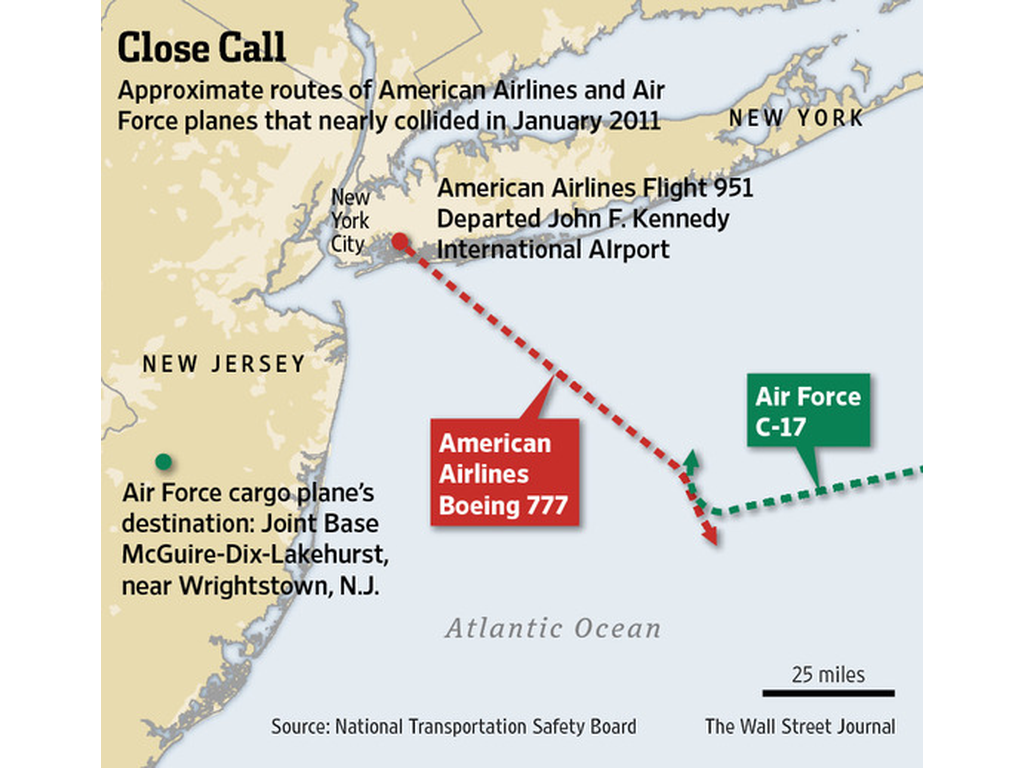 Close Call
Approximate routes of American Airlines and Air
Force planes that nearly collided in January 2011
NEW YORK
New
York
City
American Airlines Flight 951
Departed John F. Kennedy
International AIrport
NEW JERSEY
Air Force
C-17
American
Airlines
Boeing 777
Air Force cargo plane's
destination: Joint Base
McGuire-Dix-Lakehurst,
near Wrightstown, N.J.
Atlantic Ocean
25 miles
Source: National Transportation Safety Board
The Wall Street Journal